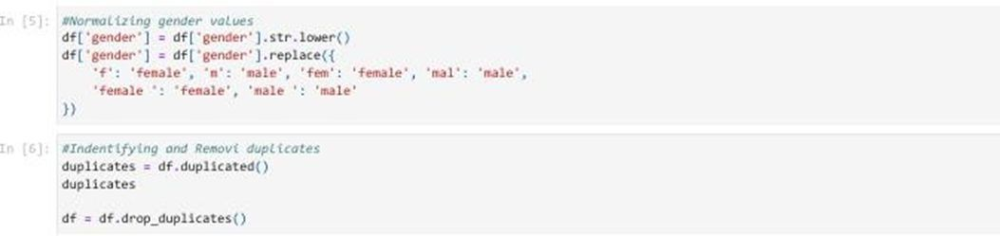 In [5]: #Normalizing gender values
df['gender'] = df['gender'].str.lower()
df['gender'] = df['gender'].replace({
    'f': 'female', 'm': 'male', 'fem': 'female', 'mal': 'male',
    'female ': 'female', 'male ': 'male'
})
In [6]: #Indentifying and Removi duplicates
duplicates = df.duplicated()
duplicates
df = df.drop_duplicates()